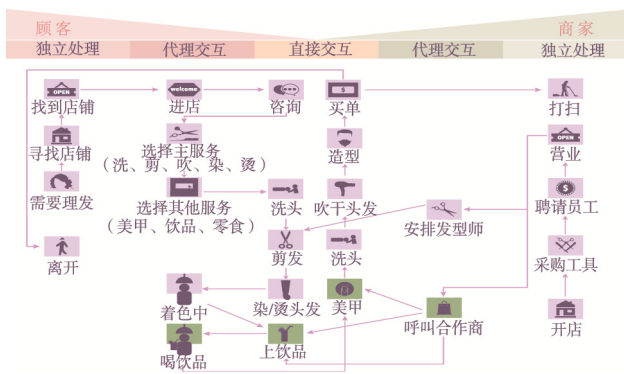 顾客
商家
独立处理
代理交互
直接交互
代理交互
独立处理
OPEN
welcome
找到店铺
进店
咨询
买单
打扫
OPEN
寻找店铺
选择主服务
(洗、剪、吹、染、烫)
造型
营业
需要理发
选择其他服务
(美甲、饮品、零食)
洗头
吹干头发
安排发型师
聘请员工
离开
剪发
洗头
采购工具
着色中
染/烫头发
美甲
呼叫合作商
开店
喝饮品
上饮品